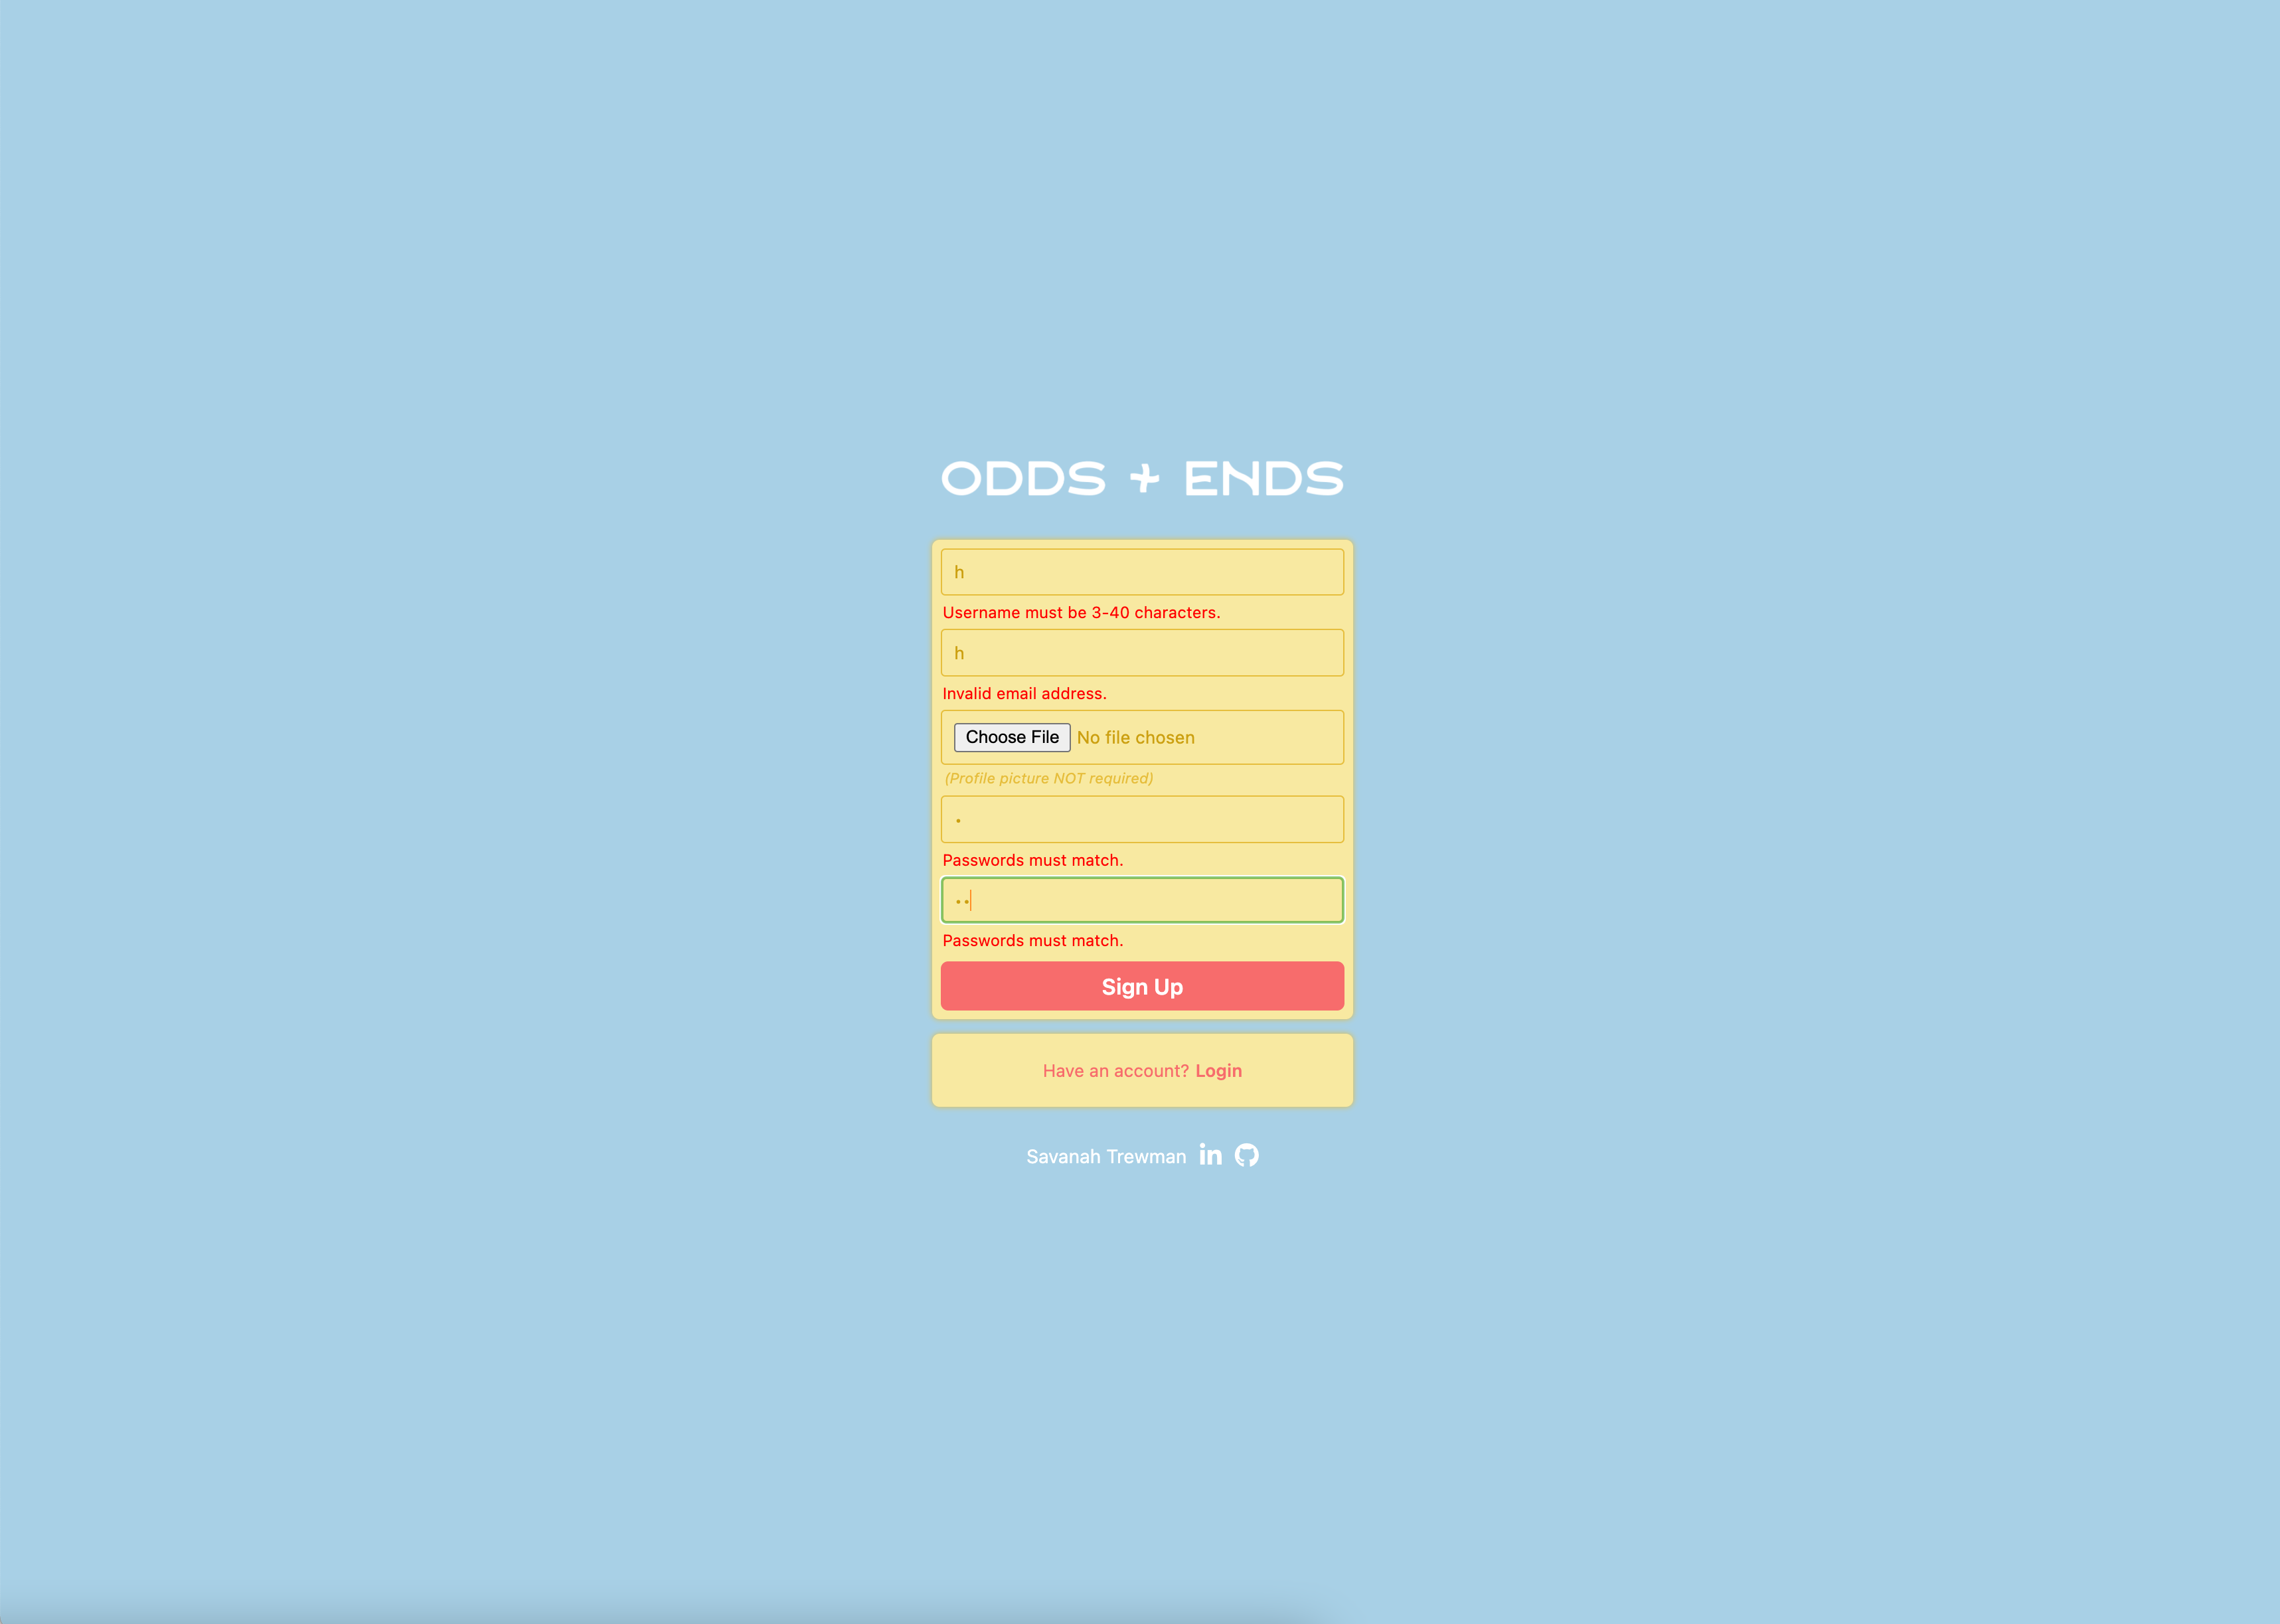 ODDS + ENDS
h
Username must be 3-40 characters.
h
Invalid email address.
Choose File No file chosen
(Profile picture NOT required)
•
Passwords must match.
••
Passwords must match.
Sign Up
Have an account? Login
Savanah Trewman in